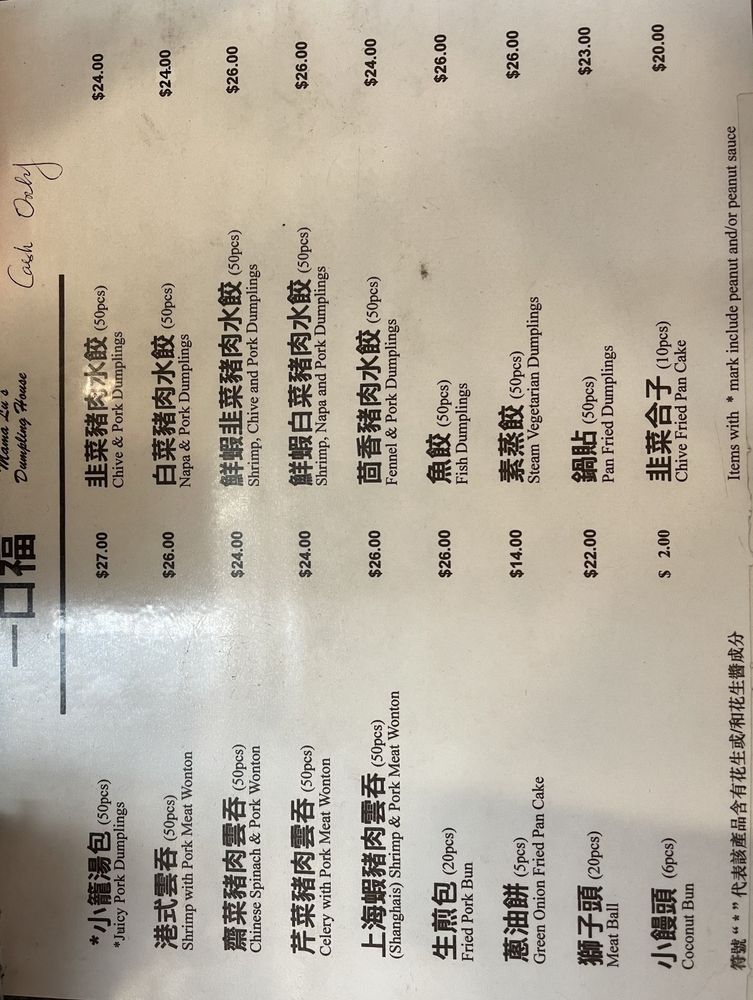 一口福
Mama Lu's
Dumpling House
Cash Only
*小籠湯包 (50pcs) $27.00
*Juicy Pork Dumplings
港式雲吞 (50pcs) $26.00
Shrimp with Pork Meat Wonton
齋菜豬肉雲吞 (50pcs) $24.00
Chinese Spinach & Pork Wonton
芹菜豬肉雲吞 (50pcs) $24.00
Celery with Pork Meat Wonton
上海蝦豬肉雲吞 (50pcs) $26.00
(Shanghais) Shrimp & Pork Meat Wonton
生煎包 (20pcs) $26.00
Fried Pork Bun
蔥油餅 (5pcs) $14.00
Green Onion Fried Pan Cake
獅子頭 (20pcs) $22.00
Meat Ball
小饅頭 (6pcs) $ 2.00
Coconut Bun
韭菜豬肉水餃 (50pcs) $24.00
Chive & Pork Dumplings
白菜豬肉水餃 (50pcs) $24.00
Napa & Pork Dumplings
鮮蝦韭菜豬肉水餃 (50pcs) $26.00
Shrimp, Chive and Pork Dumplings
鮮蝦白菜豬肉水餃 (50pcs) $26.00
Shrimp, Napa and Pork Dumplings
茴香豬肉水餃 (50pcs) $24.00
Fennel & Pork Dumplings
魚餃 (50pcs) $26.00
Fish Dumplings
素蒸餃 (50pcs) $26.00
Steam Vegetarian Dumplings
鍋貼 (50pcs) $23.00
Pan Fried Dumplings
韭菜合子 (10pcs) $20.00
Chive Fried Pan Cake
符號“*”代表該產品含有花生或/和花生醬成分
Items with * mark include peanut and/or peanut sauce